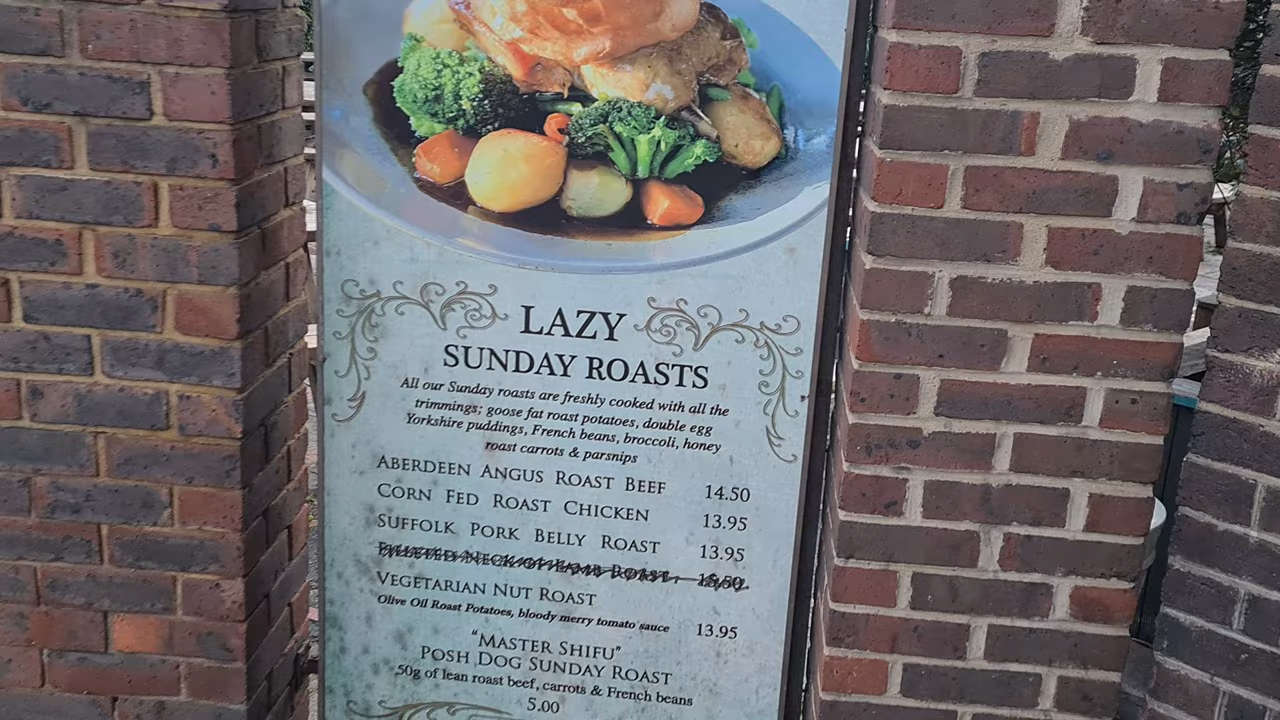 LAZY
SUNDAY ROASTS
All our Sunday roasts are freshly cooked with all the
trimmings; goose fat roast potatoes, double egg
Yorkshire puddings, French beans, broccoli, honey
roast carrots & parsnips
ABERDEEN ANGUS ROAST BEEF 14.50
CORN FED ROAST CHICKEN 13.95
SUFFOLK PORK BELLY ROAST 13.95
NECK OF LAMB ROAST
VEGETARIAN NUT ROAST
Olive Oil Roast Potatoes, bloody merry tomato sauce 13.95
"MASTER SHIFU"
POSH DOG SUNDAY ROAST
50g of lean roast beef, carrots & French beans
5.00